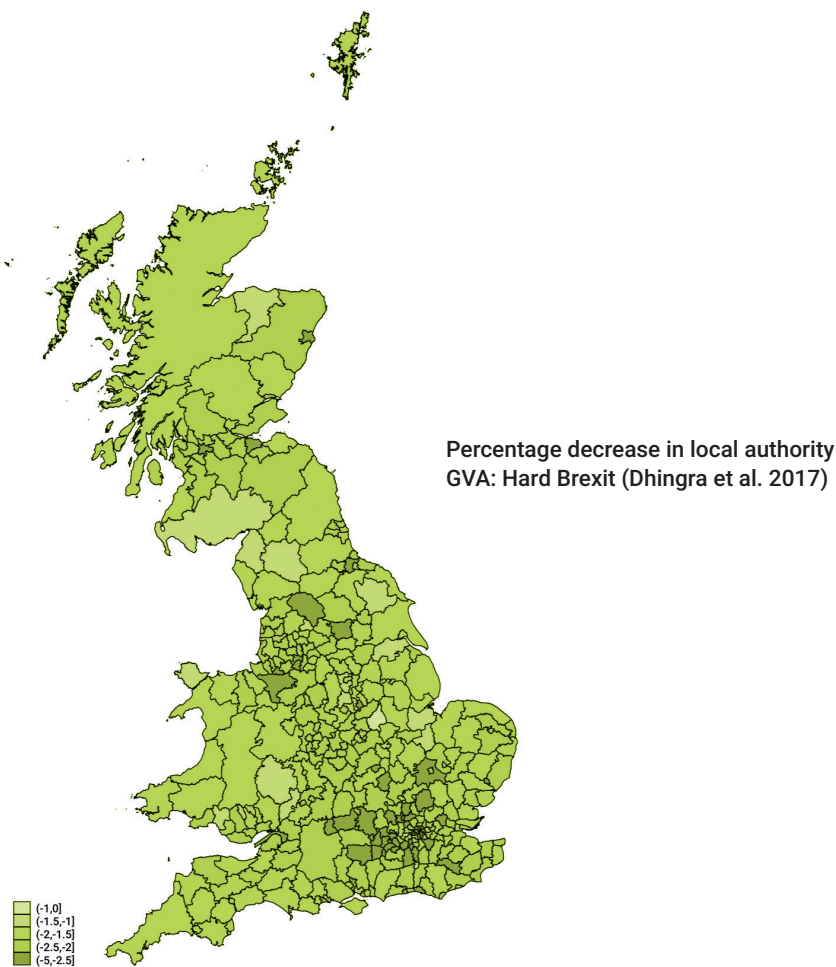 Percentage decrease in local authority
GVA: Hard Brexit (Dhingra et al. 2017)
(-1,0]
(-1.5,-1]
(-2,-1.5]
(-2.5,-2]
(-5,-2.5]